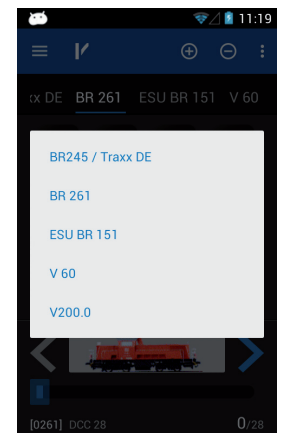 11:19
xx DE BR 261 ESU BR 151 V 60
BR245 / Traxx DE
BR 261
ESU BR 151
V 60
V200.0
[0261] DCC 28 0/28